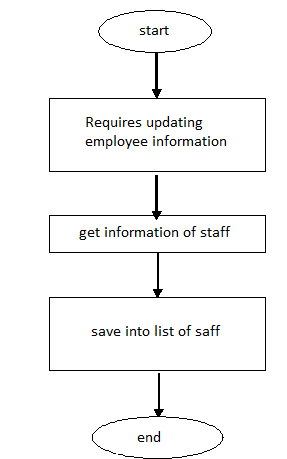 start
Requires updating
employee information
get information of staff
save into list of saff
end